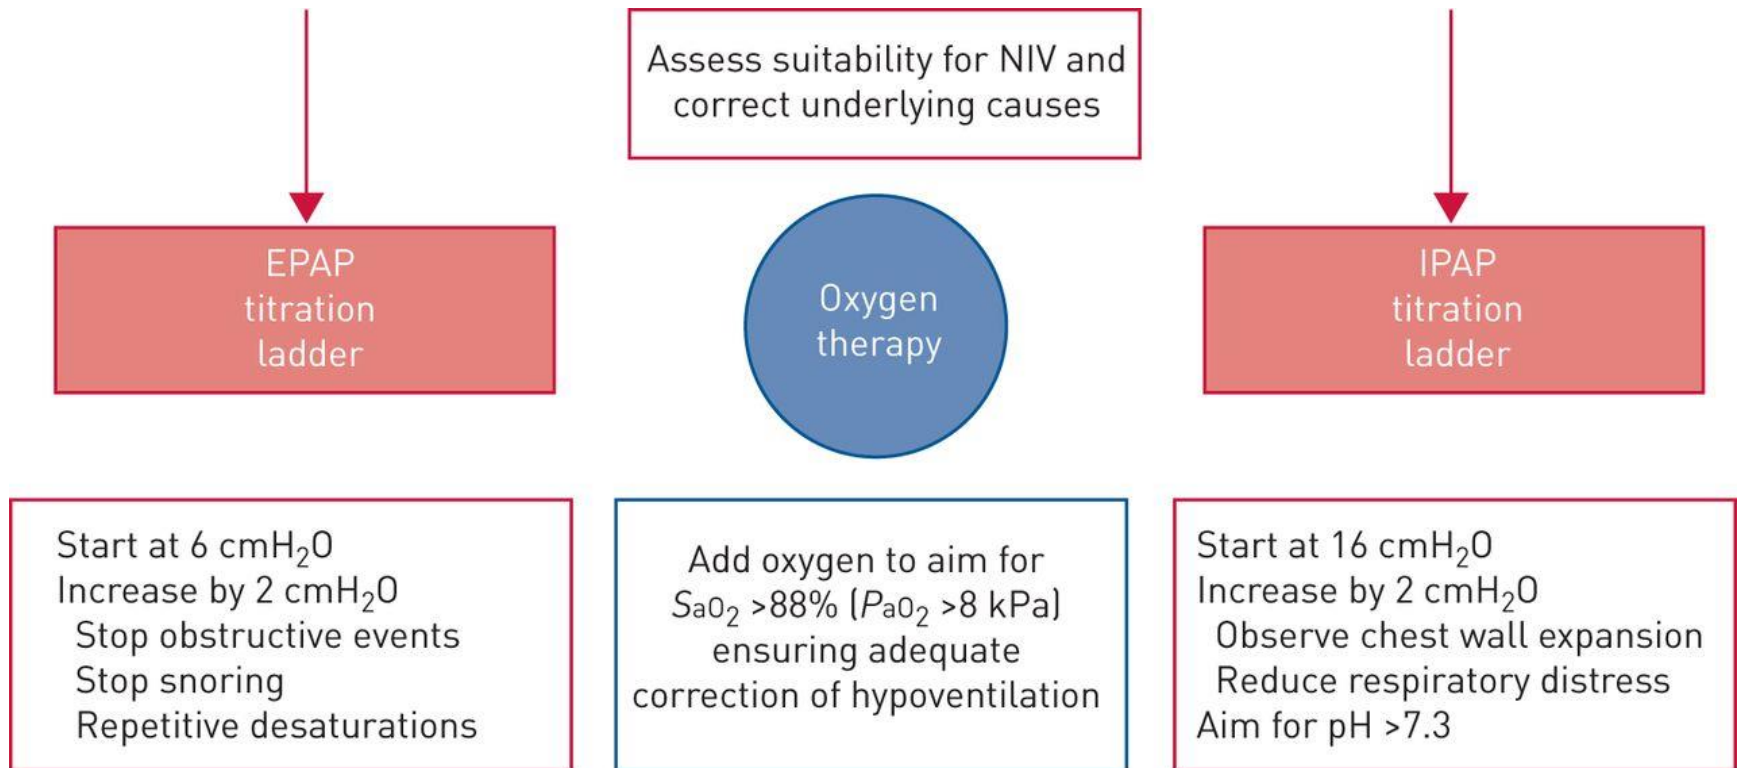 Assess suitability for NIV and
correct underlying causes
EPAP
titration
ladder
Oxygen
therapy
IPAP
titration
ladder
Start at 6 cmH₂O
Increase by 2 cmH₂O
Stop obstructive events
Stop snoring
Repetitive desaturations
Add oxygen to aim for
SaO₂ >88% (PaO₂ >8 kPa)
ensuring adequate
correction of hypoventilation
Start at 16 cmH₂O
Increase by 2 cmH₂O
Observe chest wall expansion
Reduce respiratory distress
Aim for pH >7.3